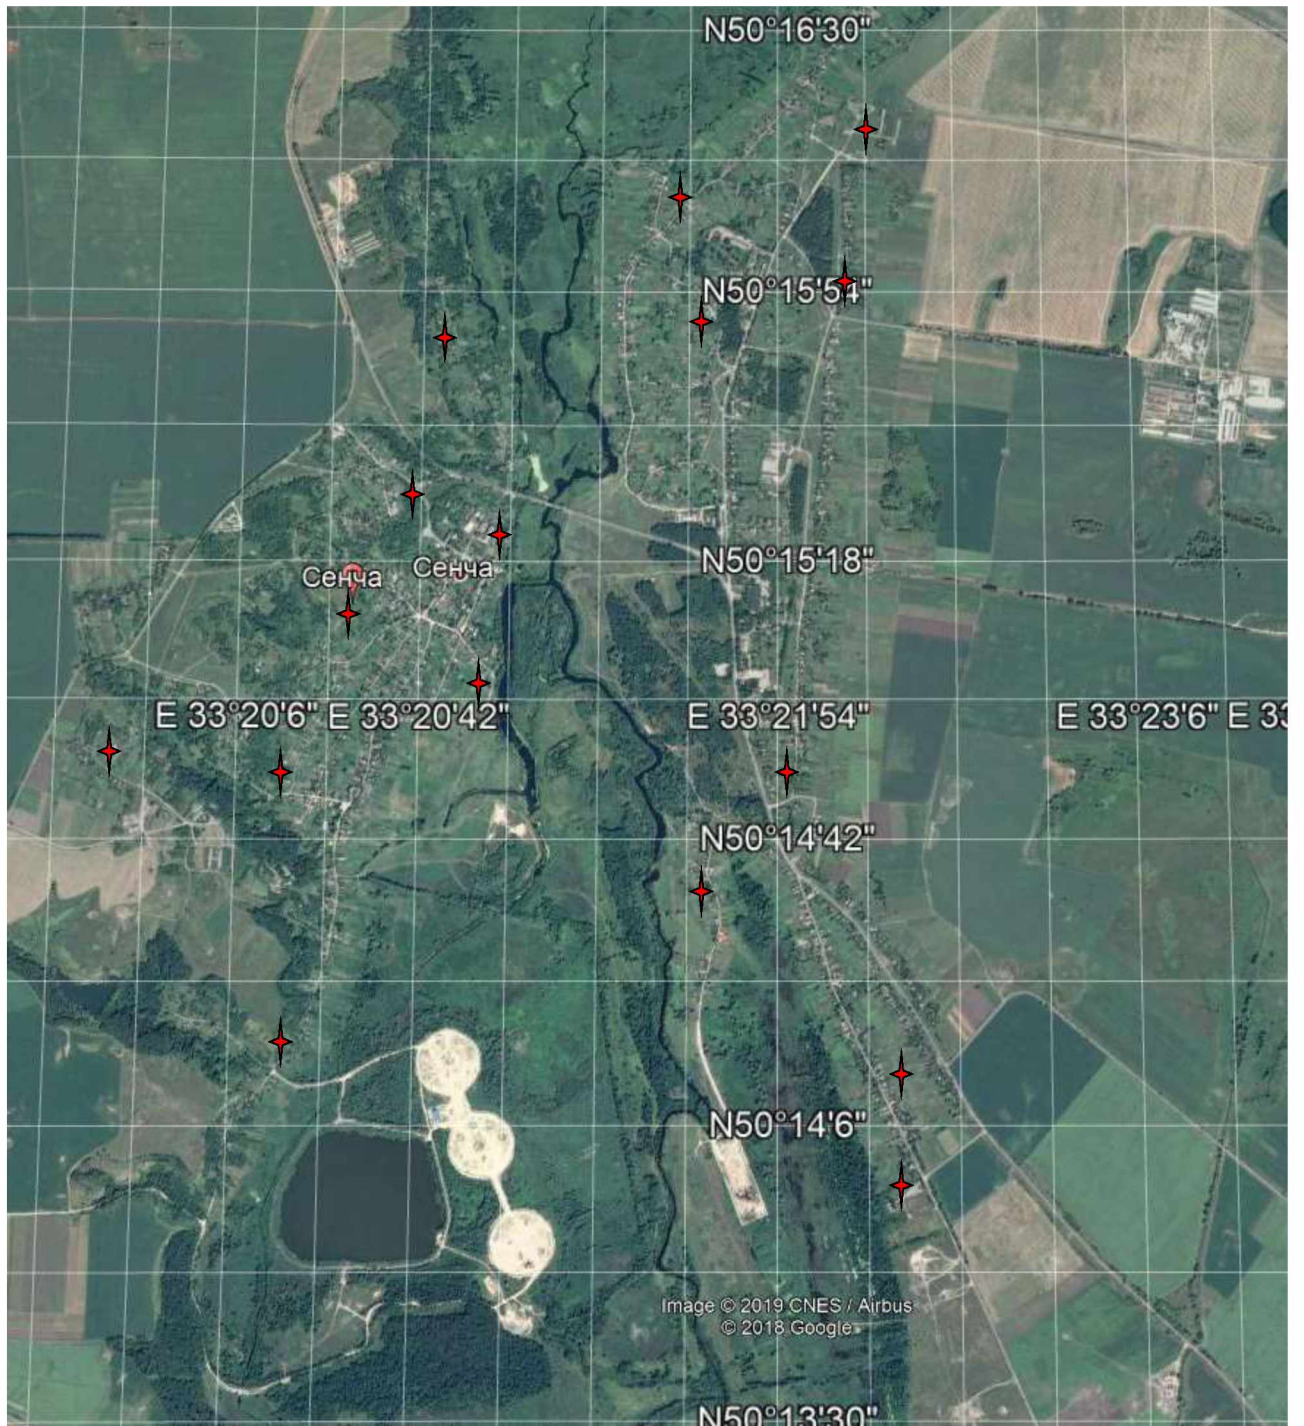 N50°16'30"
N50°15'54"
N50°15'18"
Сенча
Сенча
E 33°20'6"
E 33°20'42"
E 33°21'54"
E 33°23'6"
E 33
N50°14'42"
N50°14'6"
Image © 2019 CNES / Airbus
© 2018 Google
N50°13'30"